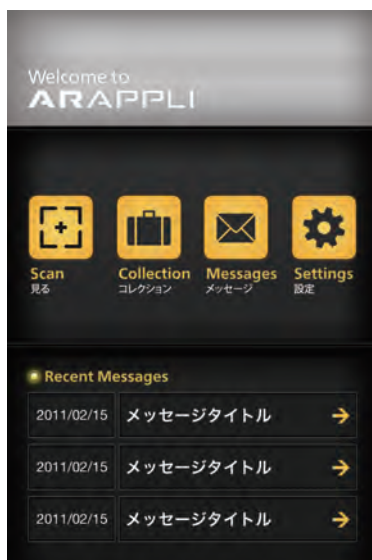 Welcome to
ARAPPLI
Scan
見る
Collection
コレクション
Messages
メッセージ
Settings
設定
Recent Messages
2011/02/15 メッセージタイトル
2011/02/15 メッセージタイトル
2011/02/15 メッセージタイトル